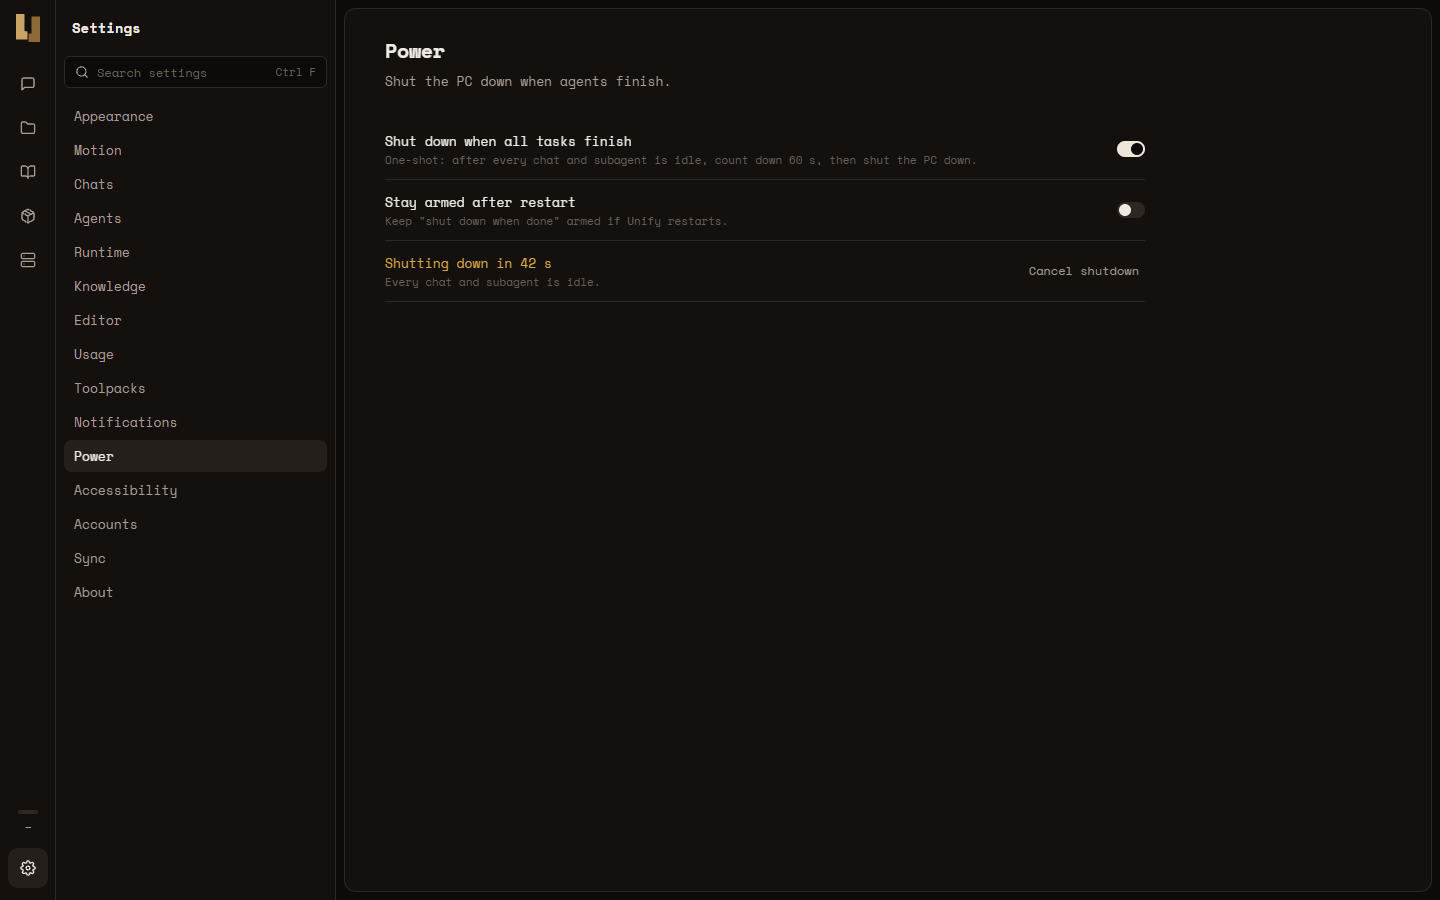 Settings
Search settings Ctrl F
Appearance
Motion
Chats
Agents
Runtime
Knowledge
Editor
Usage
Toolpacks
Notifications
Power
Accessibility
Accounts
Sync
About
Power
Shut the PC down when agents finish.
Shut down when all tasks finish
One-shot: after every chat and subagent is idle, count down 60 s, then shut the PC down.
Stay armed after restart
Keep "shut down when done" armed if Unify restarts.
Shutting down in 42 s
Every chat and subagent is idle.
Cancel shutdown